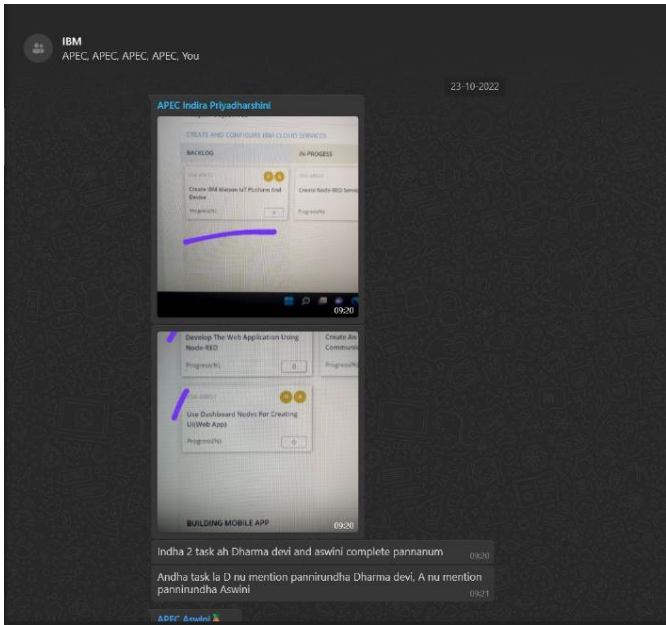 IBM
APEC, APEC, APEC, APEC, You
23-10-2022
APEC Indira Priyadharshini
CREATE AND CONFIGURE IBM CLOUD SERVICES
BACKLOG
IN-PROGESS
Create IBM Watson IoT Platform And
Device
Create Node-RED Servic
Progress(%)
0
Progress(%)
09:20
Develop The Web Application Using
Node-RED
Create An
Communic
Progress(%)
0
Progress(%)
Use Dashboard Nodes For Creating
UI(Web App)
Progress(%)
0
BUILDING MOBILE APP
09:20
Indha 2 task ah Dharma devi and aswini complete pannanum
09:20
Andha task la D nu mention pannirundha Dharma devi, A nu mention
pannirundha Aswini
09:21
APEC Aswini